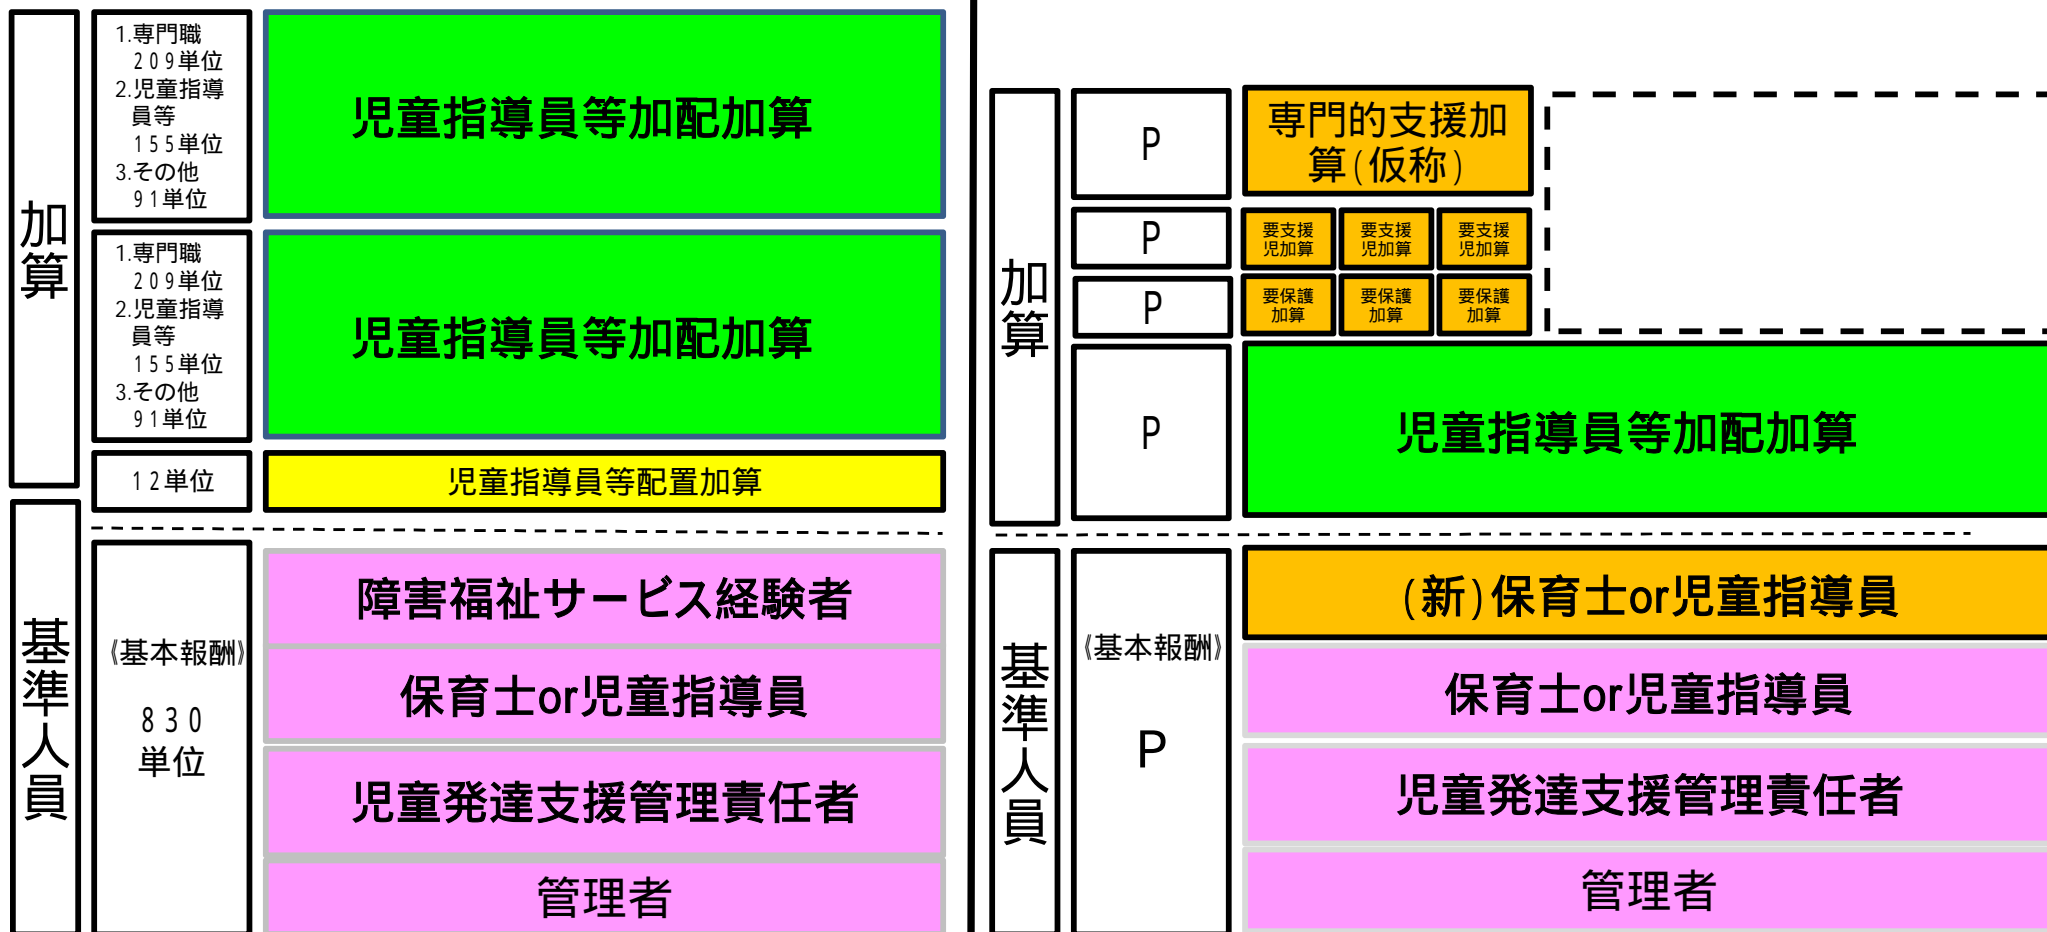 加算
1.専門職
209単位
2.児童指導
員等
155単位
3.その他
91単位
児童指導員等加配加算
1.専門職
209単位
2.児童指導
員等
155単位
3.その他
91単位
児童指導員等加配加算
12単位
児童指導員等配置加算
基準人員
《基本報酬》
830
単位
障害福祉サービス経験者
保育士or児童指導員
児童発達支援管理責任者
管理者
加算
P
専門的支援加
算(仮称)
P
要支援
児加算
要支援
児加算
要支援
児加算
P
要保護
加算
要保護
加算
要保護
加算
P
児童指導員等加配加算
基準人員
《基本報酬》
P
(新)保育士or児童指導員
保育士or児童指導員
児童発達支援管理責任者
管理者